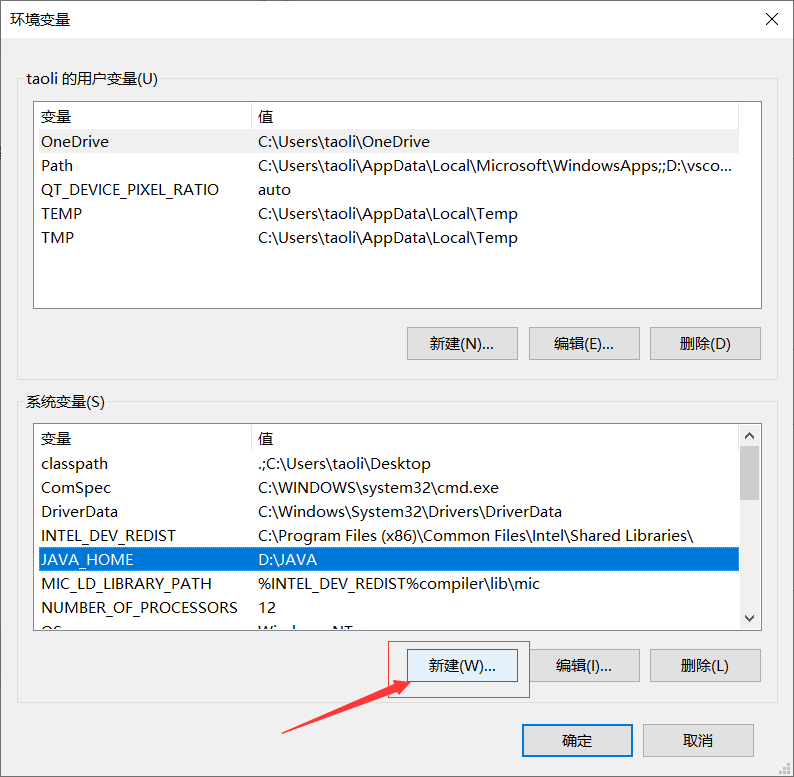 环境变量
taoli 的用户变量(U)
变量 值
OneDrive C:\Users\taoli\OneDrive
Path C:\Users\taoli\AppData\Local\Microsoft\WindowsApps;;D:\vsco...
QT_DEVICE_PIXEL_RATIO auto
TEMP C:\Users\taoli\AppData\Local\Temp
TMP C:\Users\taoli\AppData\Local\Temp
新建(N)... 编辑(E)... 删除(D)
系统变量(S)
变量 值
classpath .;C:\Users\taoli\Desktop
ComSpec C:\WINDOWS\system32\cmd.exe
DriverData C:\Windows\System32\Drivers\DriverData
INTEL_DEV_REDIST C:\Program Files (x86)\Common Files\Intel\Shared Libraries\
JAVA_HOME D:\JAVA
MIC_LD_LIBRARY_PATH %INTEL_DEV_REDIST%compiler\lib\mic
NUMBER_OF_PROCESSORS 12
OS Windows_NT
新建(W)... 编辑(I)... 删除(L)
确定 取消